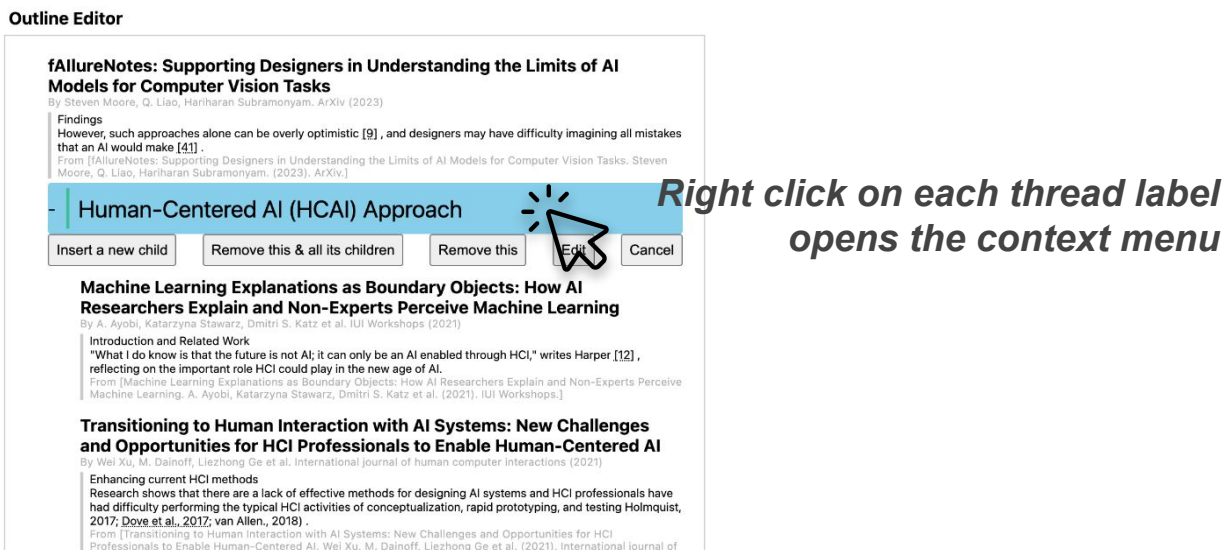 Outline Editor
fAIlureNotes: Supporting Designers in Understanding the Limits of AI
Models for Computer Vision Tasks
By Steven Moore, Q. Liao, Hariharan Subramonyam. ArXiv (2023)
Findings
However, such approaches alone can be overly optimistic [9] , and designers may have difficulty imagining all mistakes
that an AI would make [41] .
From [fAIlureNotes: Supporting Designers in Understanding the Limits of AI Models for Computer Vision Tasks. Steven
Moore, Q. Liao, Hariharan Subramonyam. (2023). ArXiv.]
- Human-Centered AI (HCAI) Approach
Right click on each thread label
opens the context menu
Insert a new child Remove this & all its children Remove this Edit Cancel
Machine Learning Explanations as Boundary Objects: How AI
Researchers Explain and Non-Experts Perceive Machine Learning
By A. Ayobi, Katarzyna Stawarz, Dmitri S. Katz et al. IUI Workshops (2021)
Introduction and Related Work
"What I do know is that the future is not AI; it can only be an AI enabled through HCI," writes Harper [12] ,
reflecting on the important role HCI could play in the new age of AI.
From [Machine Learning Explanations as Boundary Objects: How AI Researchers Explain and Non-Experts Perceive
Machine Learning. A. Ayobi, Katarzyna Stawarz, Dmitri S. Katz et al. (2021). IUI Workshops.]
Transitioning to Human Interaction with AI Systems: New Challenges
and Opportunities for HCI Professionals to Enable Human-Centered AI
By Wei Xu, M. Dainoff, Liezhong Ge et al. International journal of human computer interactions (2021)
Enhancing current HCI methods
Research shows that there are a lack of effective methods for designing AI systems and HCI professionals have
had difficulty performing the typical HCI activities of conceptualization, rapid prototyping, and testing Holmquist,
2017; Dove et al., 2017; van Allen., 2018) .
From [Transitioning to Human Interaction with AI Systems: New Challenges and Opportunities for HCI
Professionals to Enable Human-Centered AI. Wei Xu, M. Dainoff, Liezhong Ge et al. (2021). International journal of